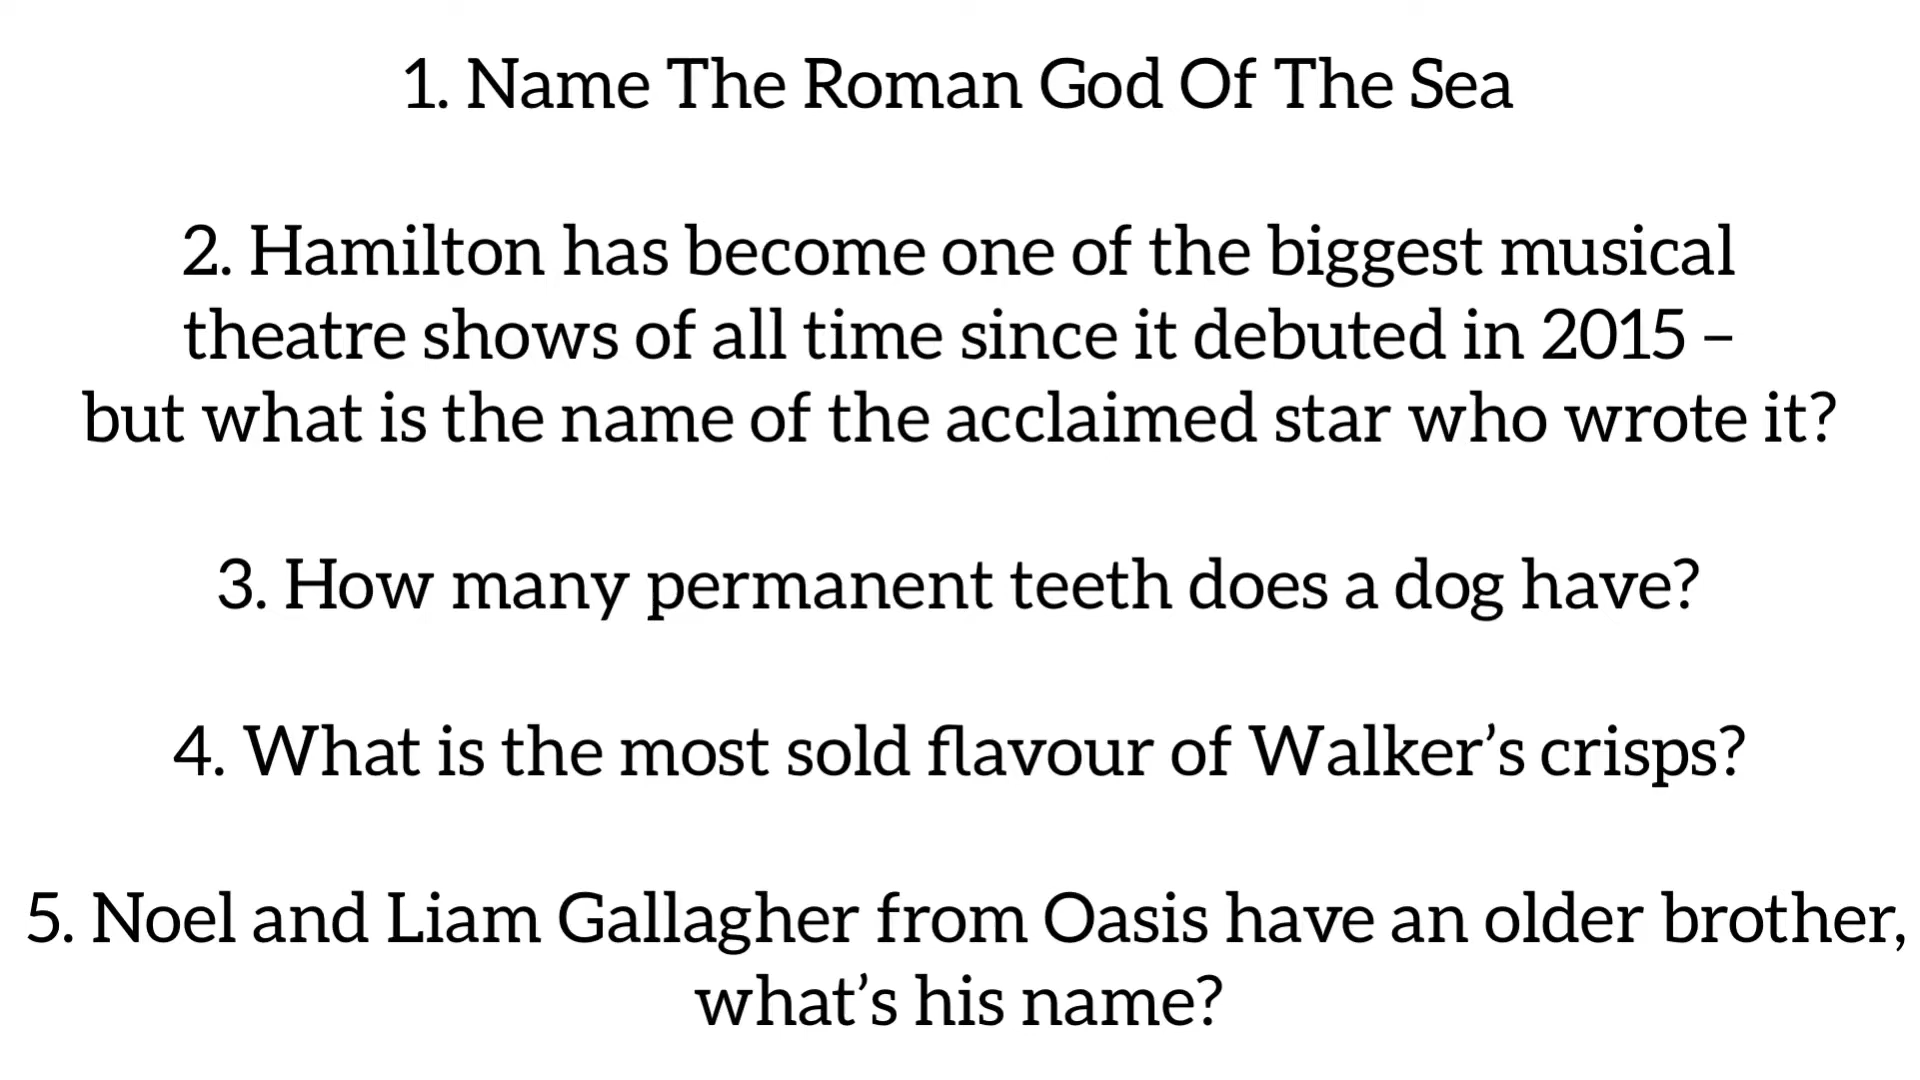 1. Name The Roman God Of The Sea
2. Hamilton has become one of the biggest musical
theatre shows of all time since it debuted in 2015 –
but what is the name of the acclaimed star who wrote it?
3. How many permanent teeth does a dog have?
4. What is the most sold flavour of Walker’s crisps?
5. Noel and Liam Gallagher from Oasis have an older brother,
what’s his name?